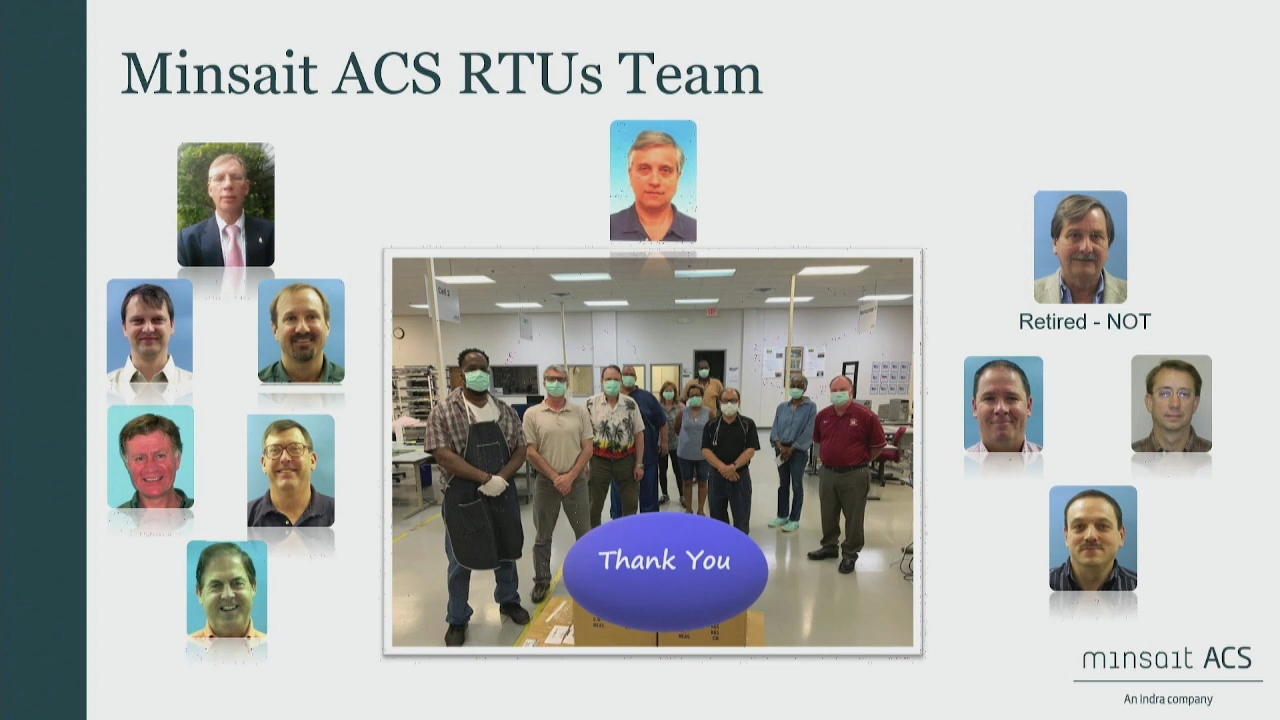 Minsait ACS RTUs Team
Retired - NOT
Thank You
minsait ACS
An Indra company